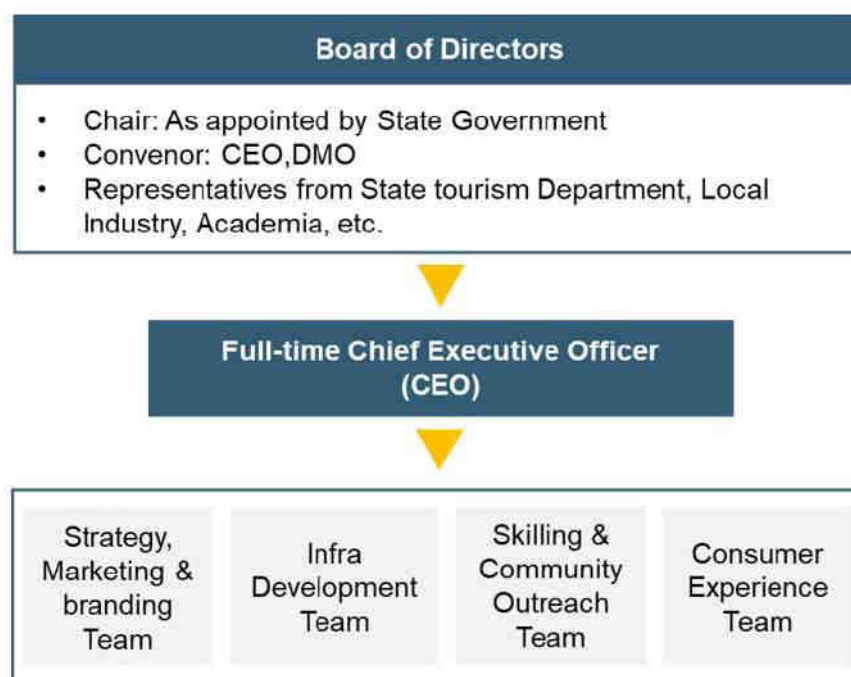 Board of Directors
• Chair: As appointed by State Government
• Convenor: CEO,DMO
• Representatives from State tourism Department, Local
Industry, Academia, etc.
Full-time Chief Executive Officer
(CEO)
Strategy,
Marketing &
branding
Team
Infra
Development
Team
Skilling &
Community
Outreach
Team
Consumer
Experience
Team